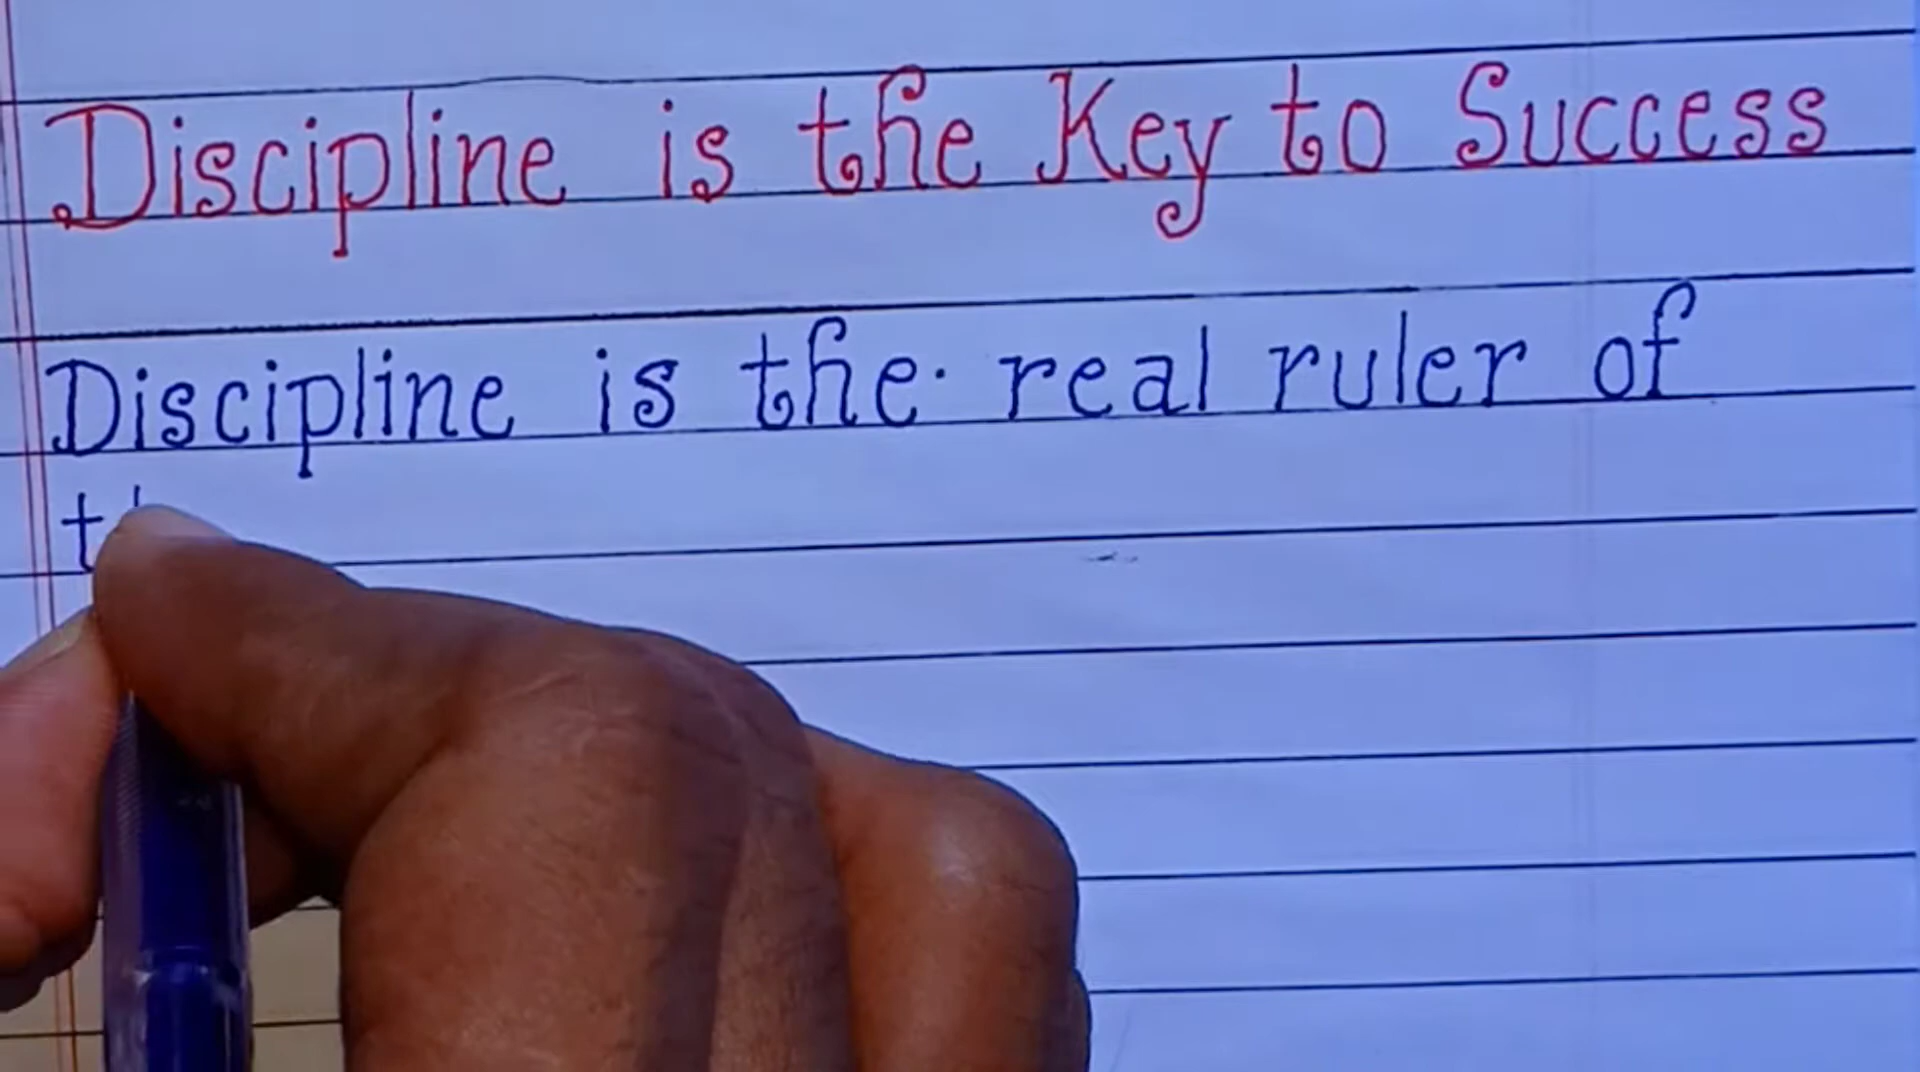 Discipline is the Key to Success
Discipline is the real ruler of